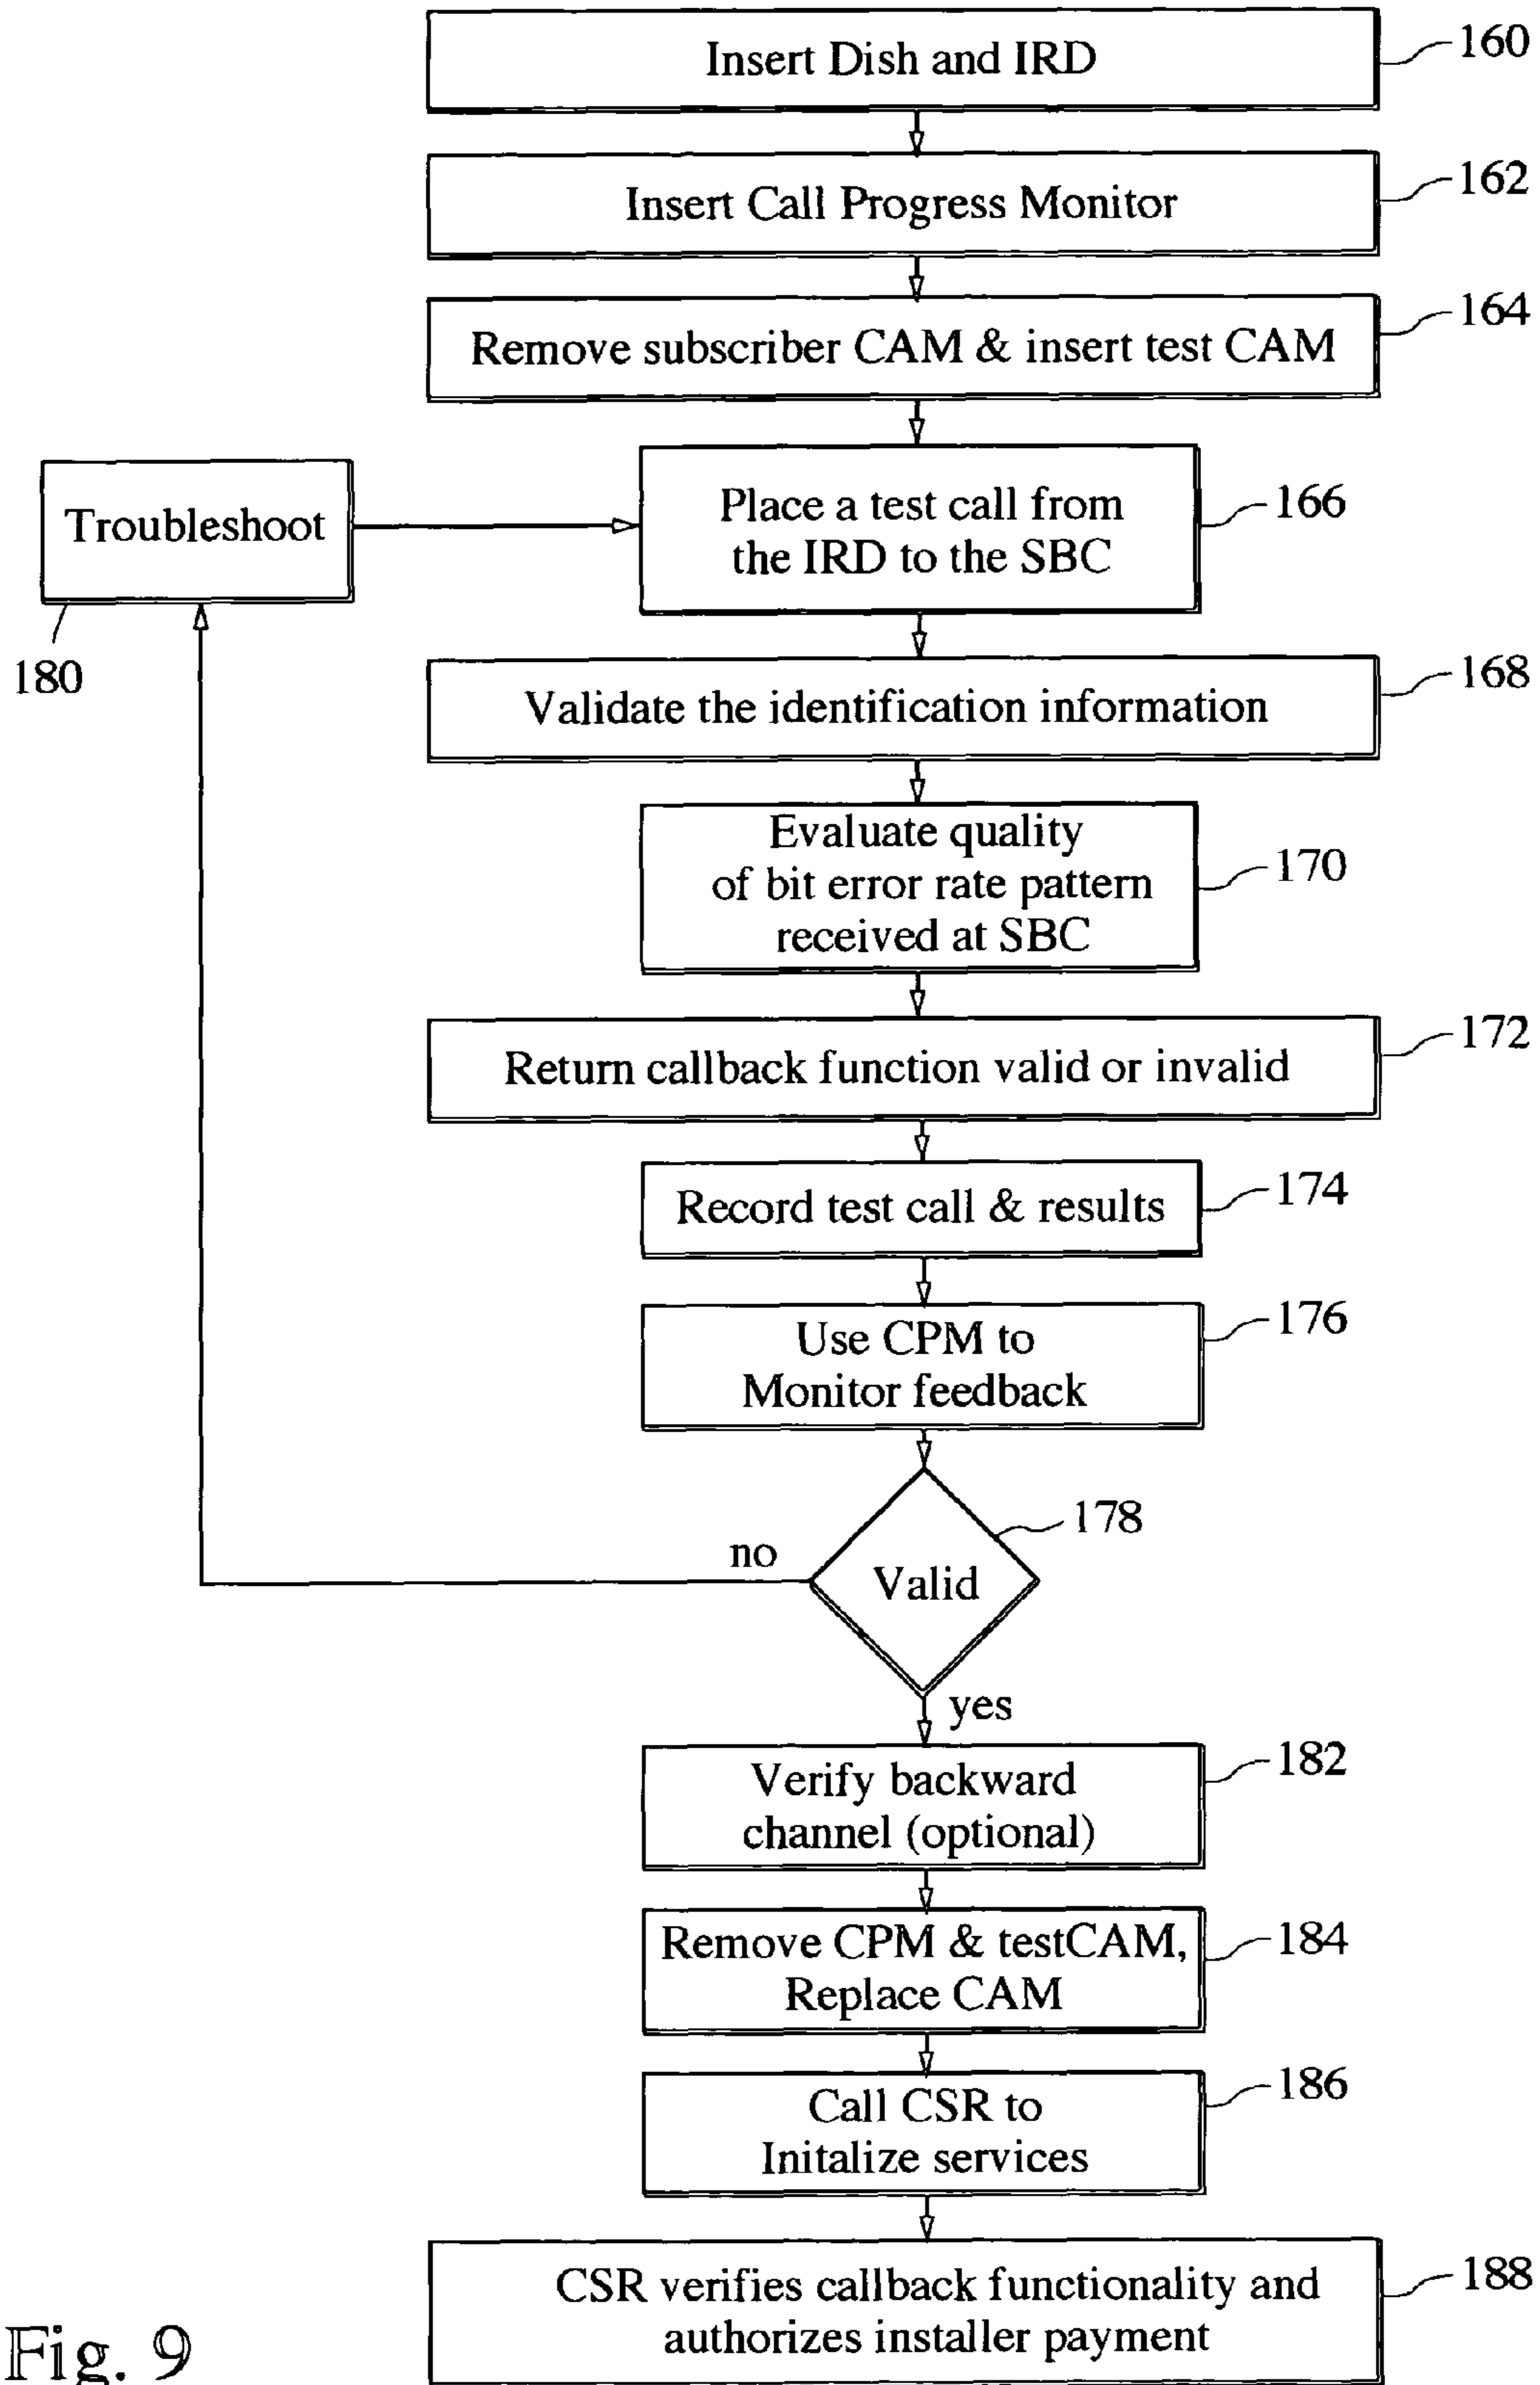 Insert Dish and IRD
160
Insert Call Progress Monitor
162
Remove subscriber CAM & insert test CAM
164
Troubleshoot
180
Place a test call from
the IRD to the SBC
166
Validate the identification information
168
Evaluate quality
of bit error rate pattern
received at SBC
170
Return callback function valid or invalid
172
Record test call & results
174
Use CPM to
Monitor feedback
176
Valid
178
no
yes
Verify backward
channel (optional)
182
Remove CPM & testCAM,
Replace CAM
184
Call CSR to
Initalize services
186
CSR verifies callback functionality and
authorizes installer payment
188
Fig. 9